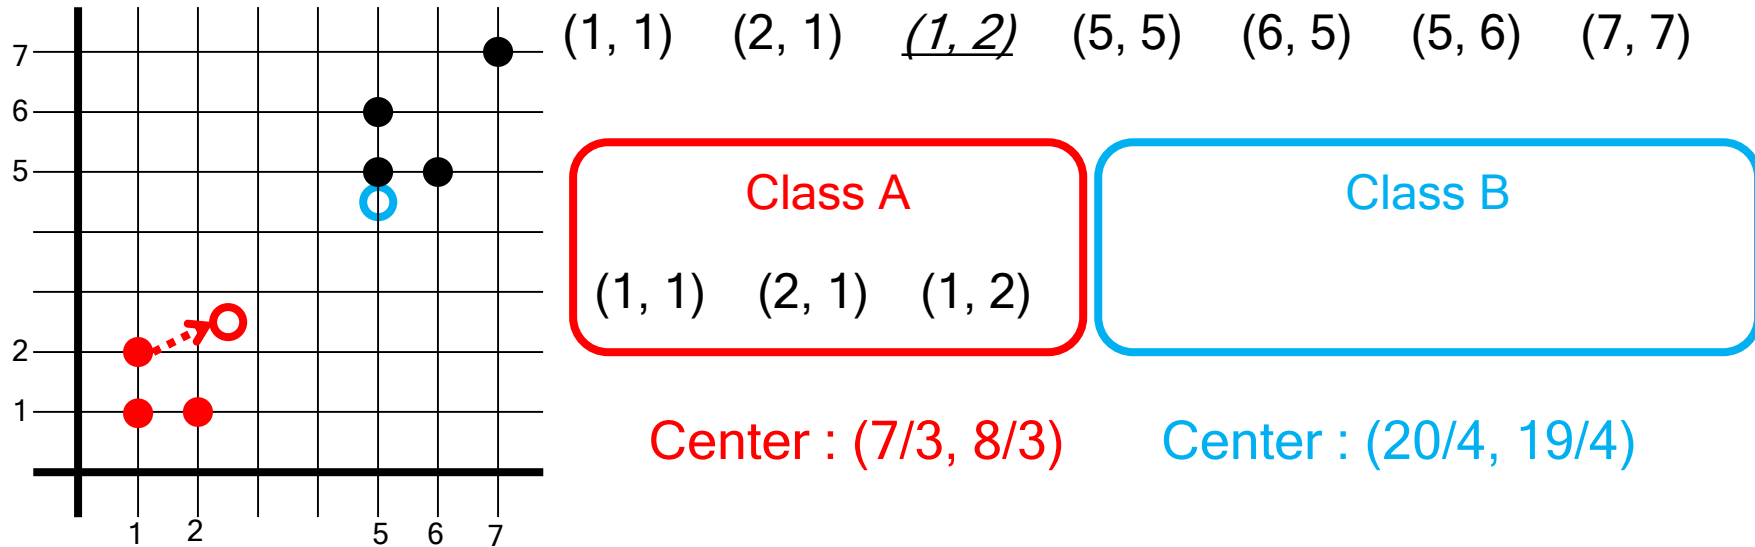 (1, 1) (2, 1) (1, 2) (5, 5) (6, 5) (5, 6) (7, 7)
7
6
5
2
1
1 2 5 6 7
Class A
(1, 1) (2, 1) (1, 2)
Center : (7/3, 8/3)
Class B
Center : (20/4, 19/4)